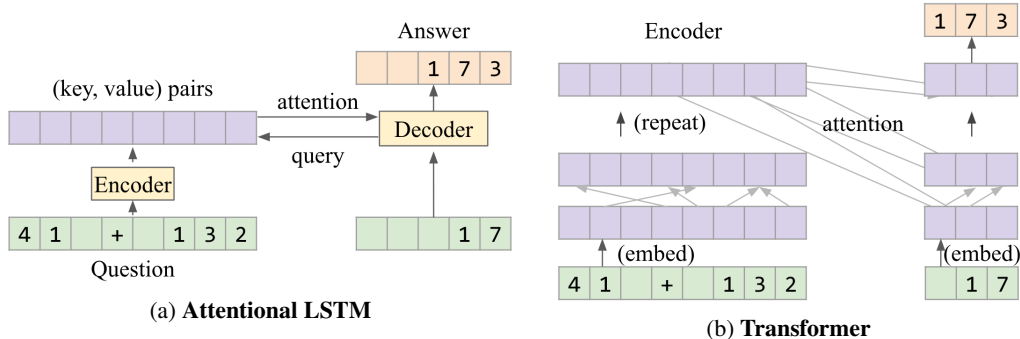 Answer
1 7 3
(key, value) pairs
attention
Decoder
query
Encoder
4 1 + 1 3 2
1 7
Question
(a) Attentional LSTM
1 7 3
Encoder
(repeat)
attention
(embed)
(embed)
4 1 + 1 3 2
1 7
(b) Transformer